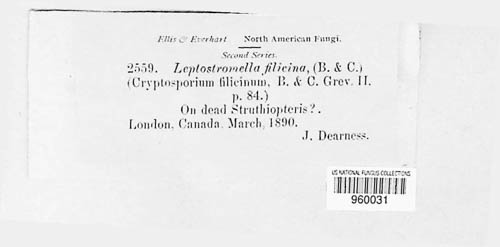 Ellis & Everhart North American Fungi.
Second Series.
2559. Leptostromella filicina, (B. & C.)
(Cryptosporium filicinum, B. & C. Grev. II.
p. 84.)
On dead Struthiopteris?.
London, Canada. March, 1890.
J. Dearness.
US NATIONAL FUNGUS COLLECTIONS
960031